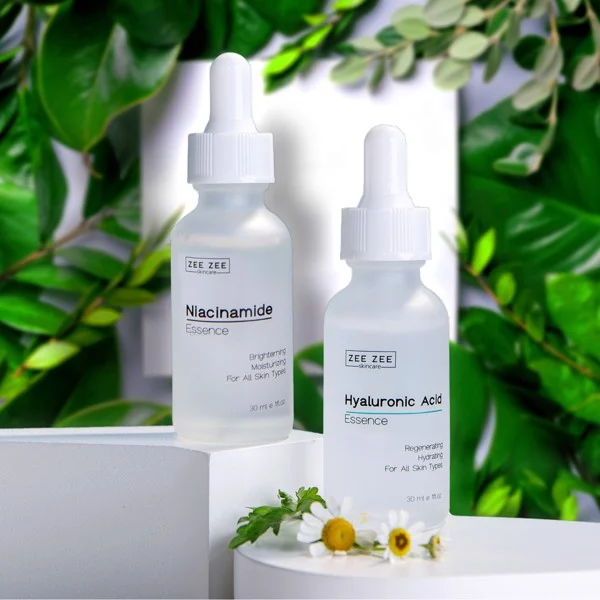 ZEE ZEE
skincare
Niacinamide
Essence
Brighterning
Moisturizing
For All Skin Types
30 ml e 1fl.oz
ZEE ZEE
skincare
Hyaluronic Acid
Essence
Regenerating
Hydrating
For All Skin Types
30 ml e 1fl.oz